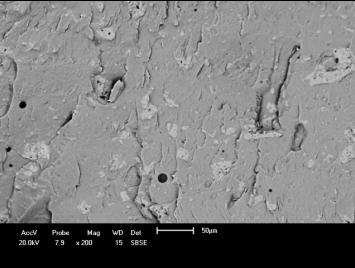 AccV Probe Mag WD Det 50µm
20.0kV 7.9 x 200 15 SBSE